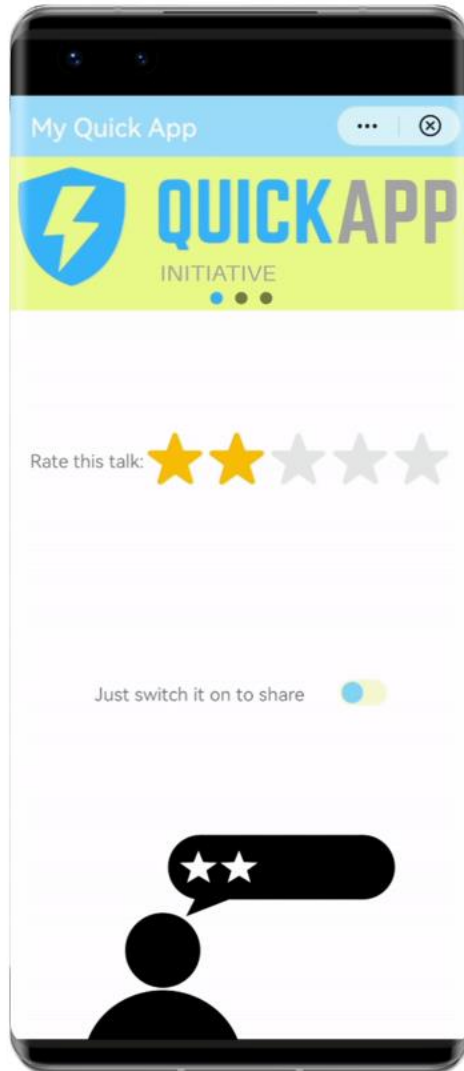 My Quick App
QUICKAPP
INITIATIVE
Rate this talk:
Just switch it on to share